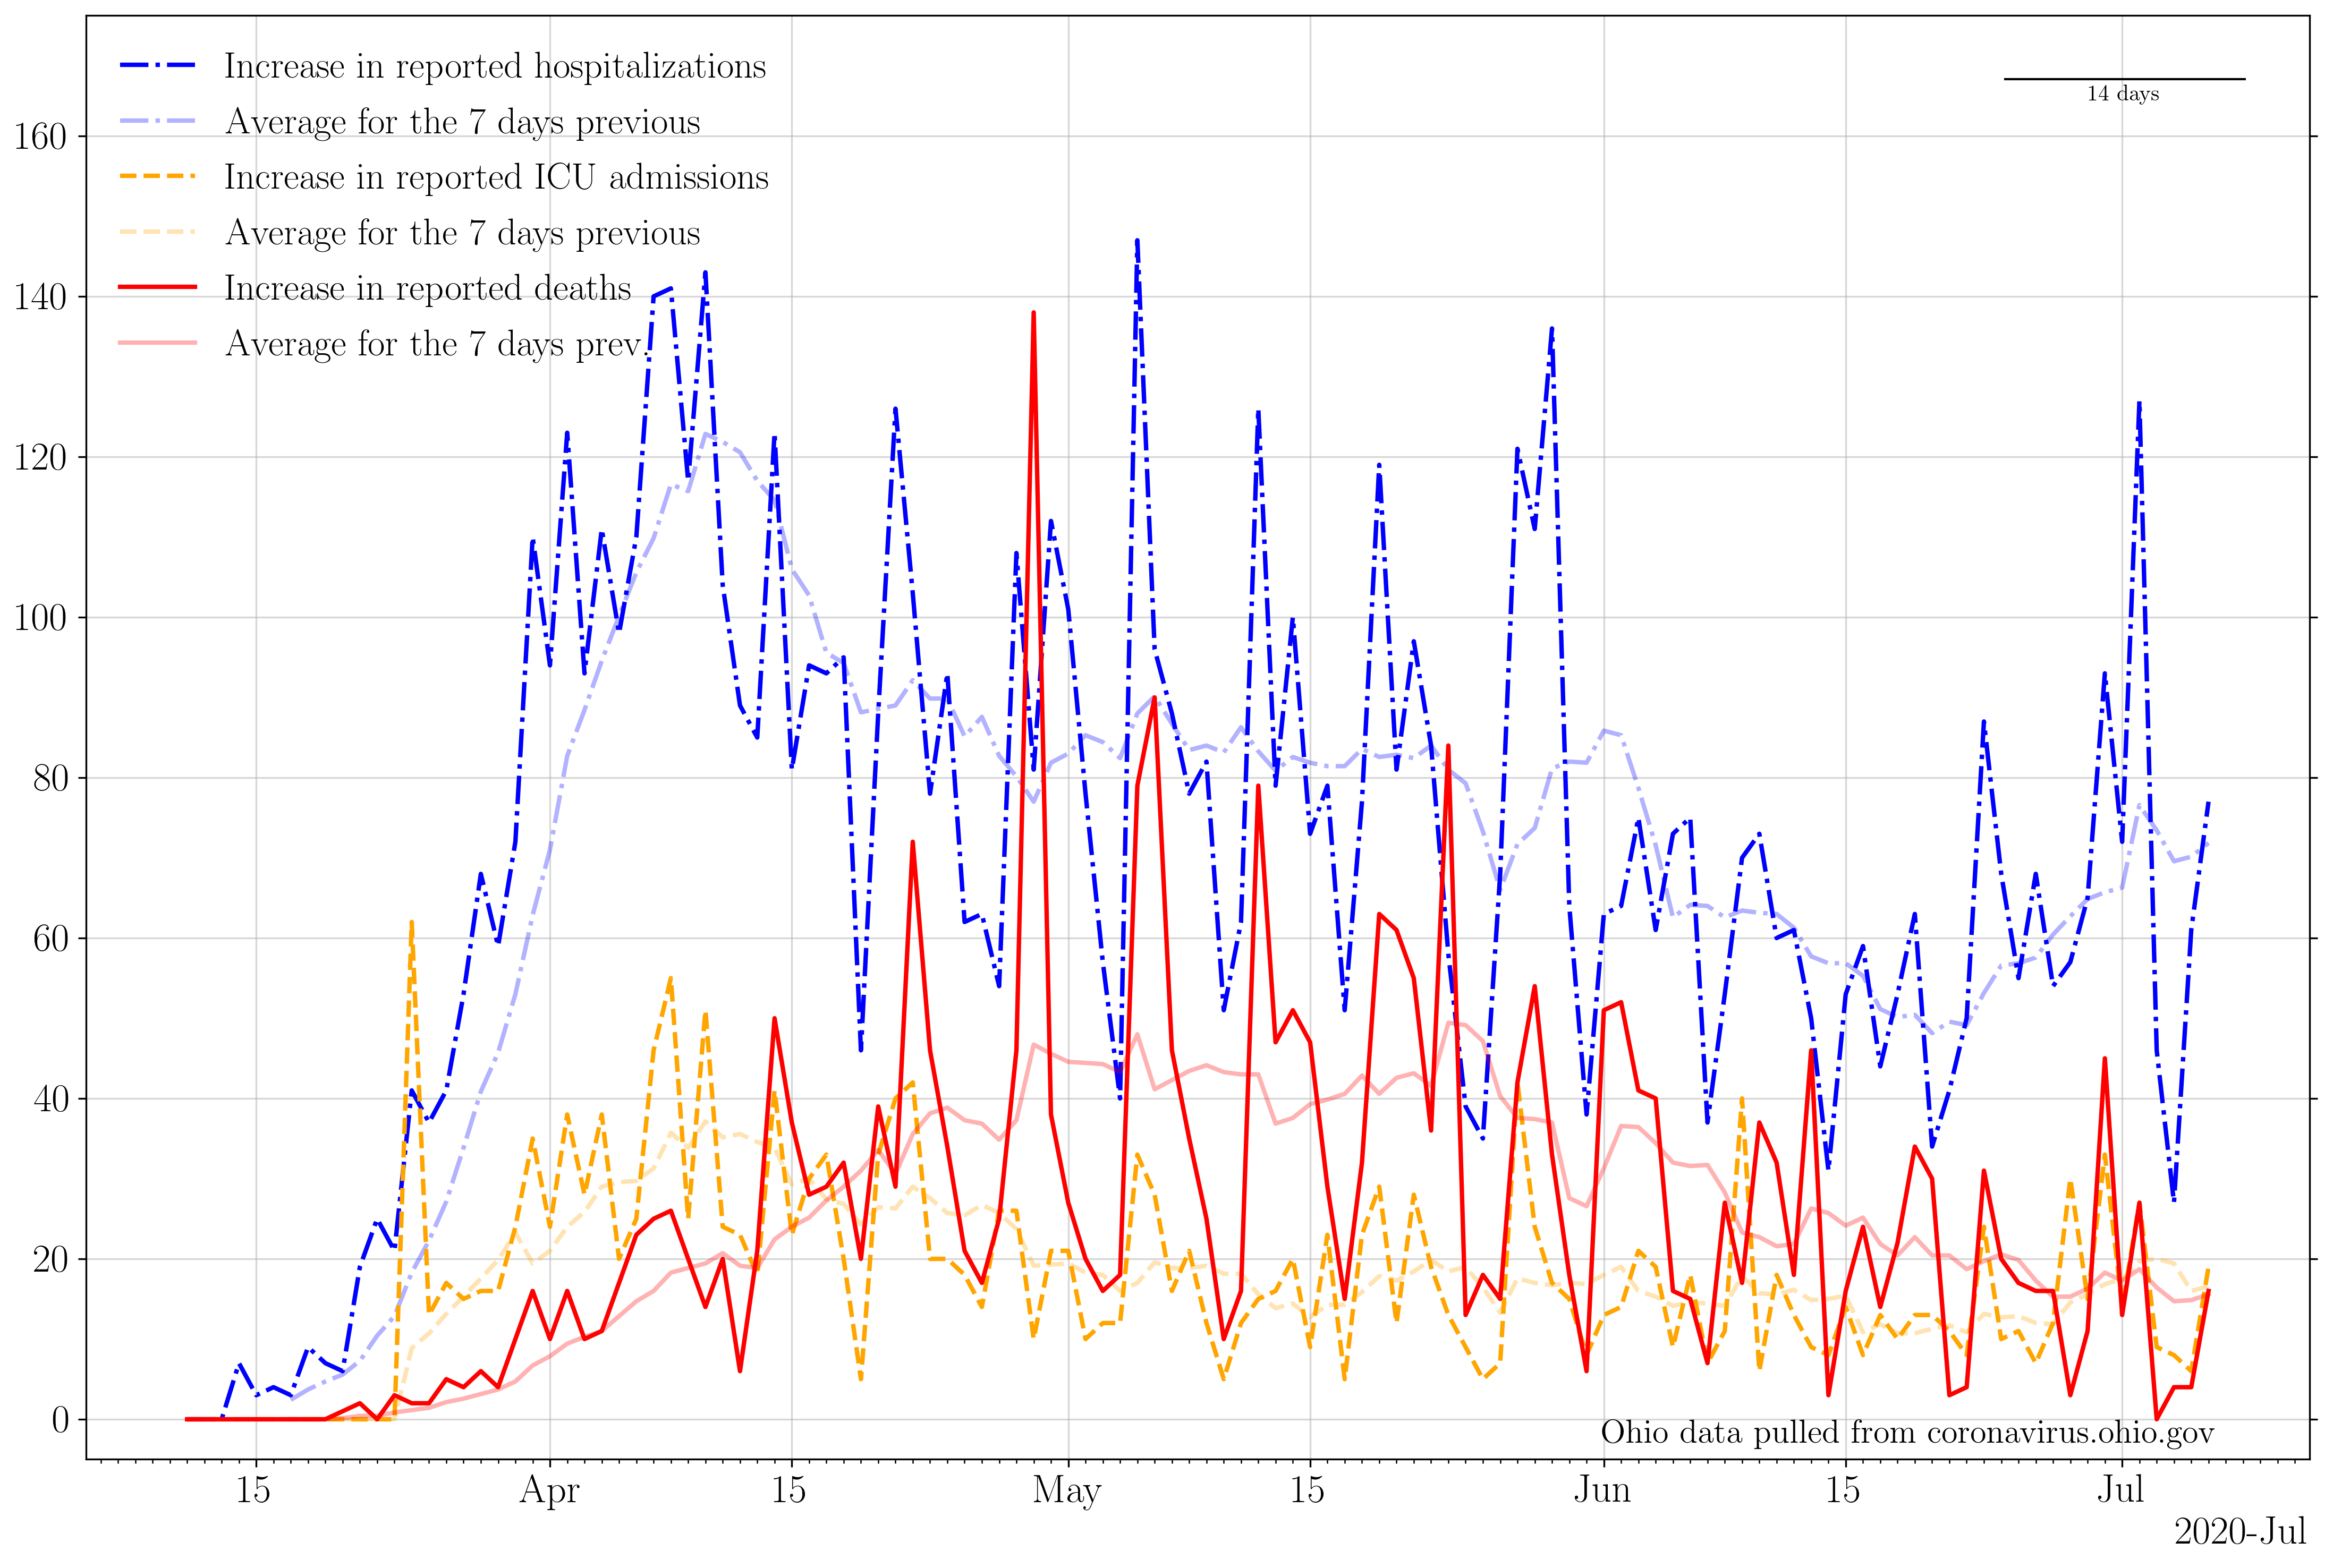 Increase in reported hospitalizations
Average for the 7 days previous
Increase in reported ICU admissions
Average for the 7 days previous
Increase in reported deaths
Average for the 7 days prev.
14 days
160
140
120
100
80
60
40
20
0
Ohio data pulled from coronavirus.ohio.gov
15 Apr 15 May 15 Jun 15 Jul
2020-Jul